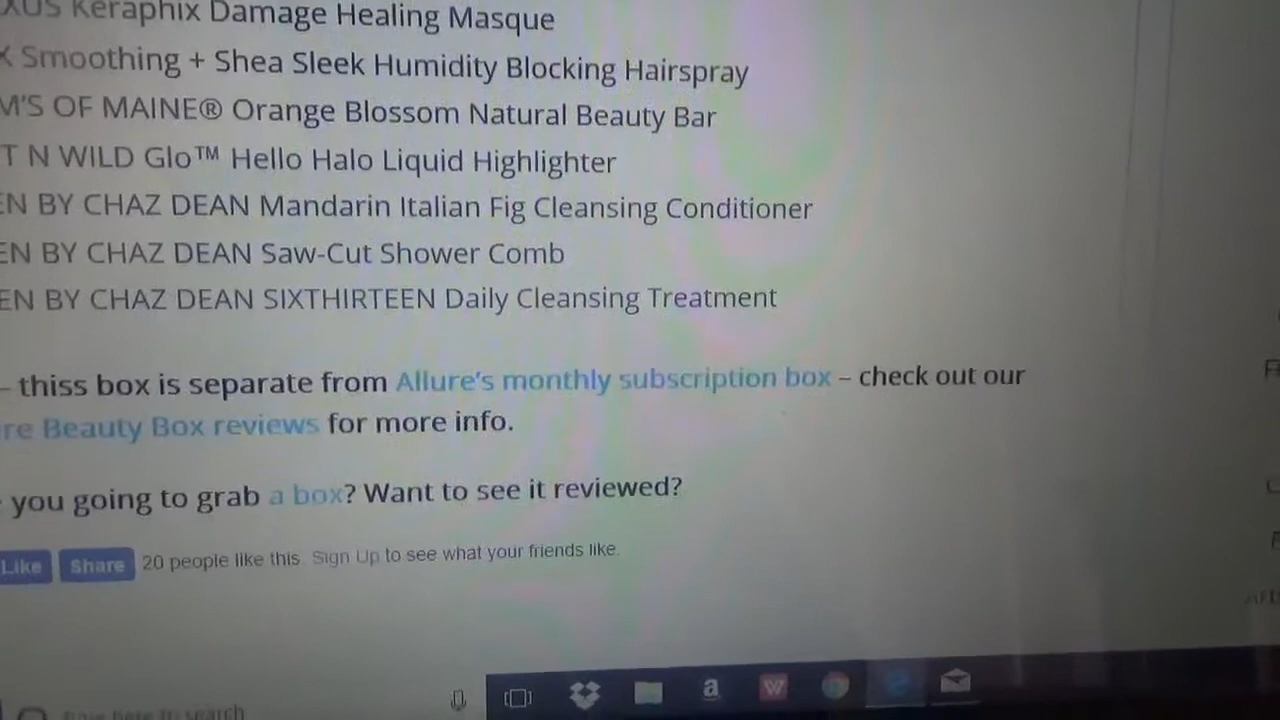 XUS Keraphix Damage Healing Masque
X Smoothing + Shea Sleek Humidity Blocking Hairspray
M'S OF MAINE® Orange Blossom Natural Beauty Bar
T N WILD Glo™ Hello Halo Liquid Highlighter
EN BY CHAZ DEAN Mandarin Italian Fig Cleansing Conditioner
EN BY CHAZ DEAN Saw-Cut Shower Comb
EN BY CHAZ DEAN SIXTHIRTEEN Daily Cleansing Treatment
– thiss box is separate from Allure's monthly subscription box – check out our
re Beauty Box reviews for more info.
you going to grab a box? Want to see it reviewed?
Like Share 20 people like this. Sign Up to see what your friends like.
here to search